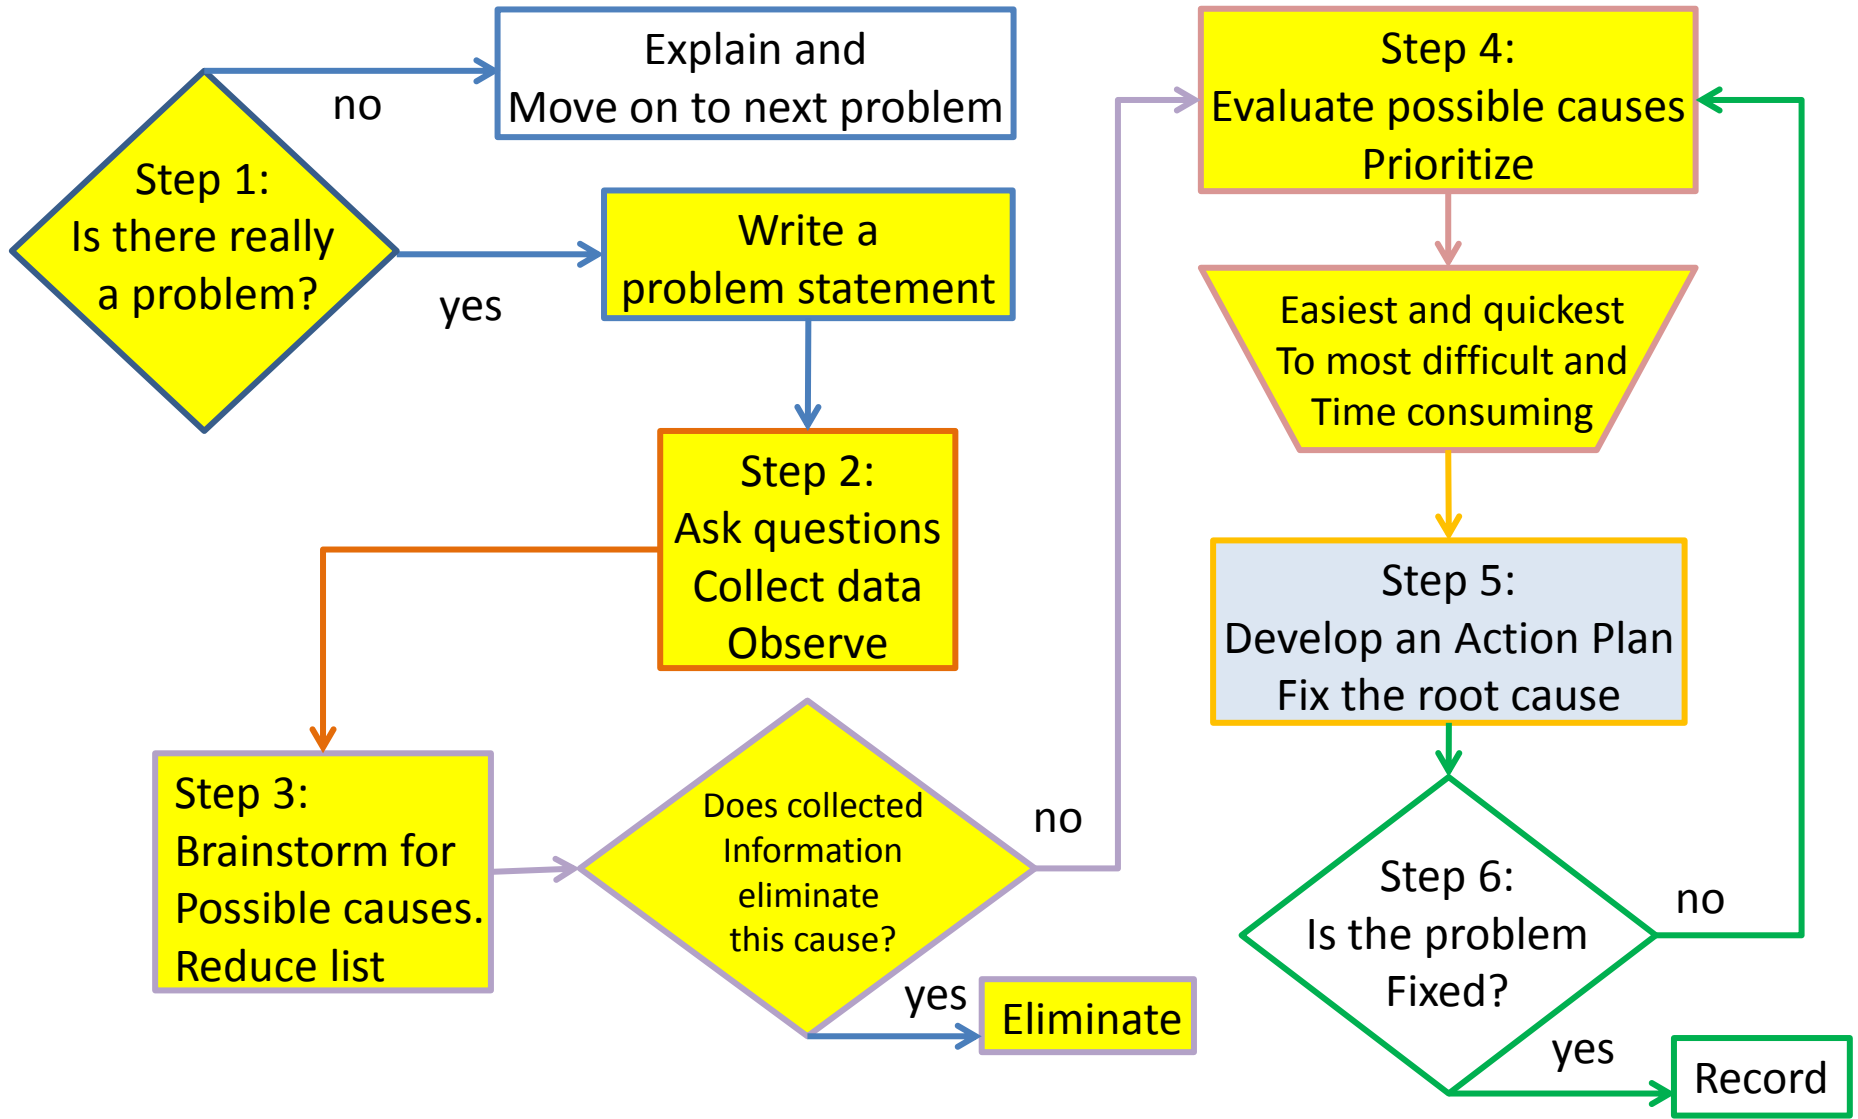 Step 1:
Is there really
a problem?
no
Explain and
Move on to next problem
yes
Write a
problem statement
Step 2:
Ask questions
Collect data
Observe
Step 3:
Brainstorm for
Possible causes.
Reduce list
Does collected
Information
eliminate
this cause?
yes
Eliminate
no
Step 4:
Evaluate possible causes
Prioritize
Easiest and quickest
To most difficult and
Time consuming
Step 5:
Develop an Action Plan
Fix the root cause
Step 6:
Is the problem
Fixed?
no
yes
Record